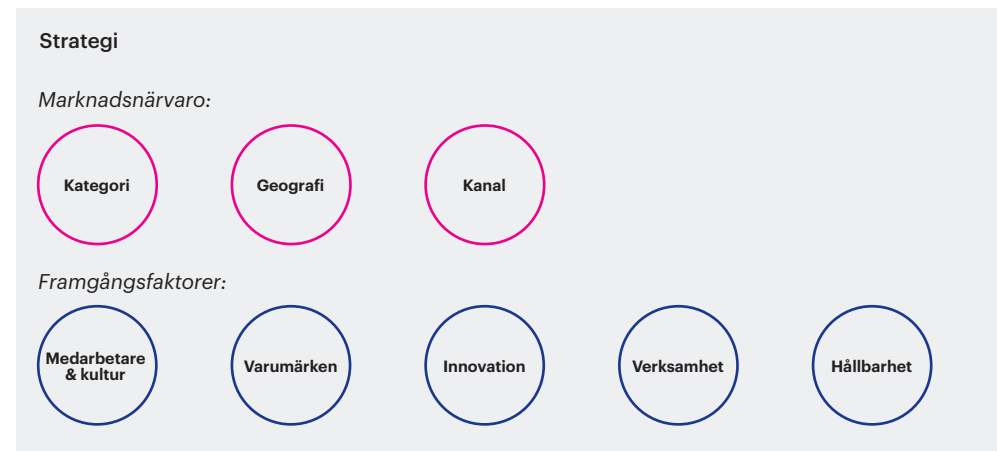 Strategi
Marknadsnärvaro:
Kategori
Geografi
Kanal
Framgångsfaktorer:
Medarbetare
& kultur
Varumärken
Innovation
Verksamhet
Hållbarhet